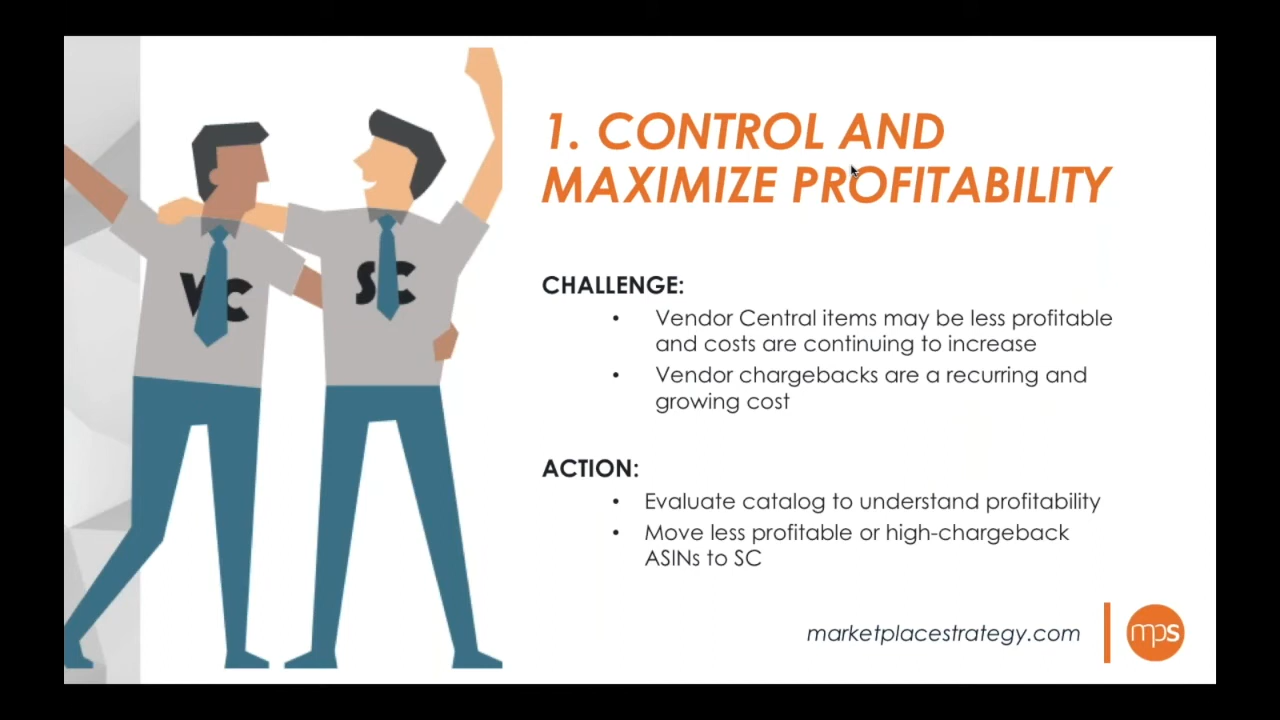 1. CONTROL AND
MAXIMIZE PROFITABILITY
VC
SC
CHALLENGE:
• Vendor Central items may be less profitable
and costs are continuing to increase
• Vendor chargebacks are a recurring and
growing cost
ACTION:
• Evaluate catalog to understand profitability
• Move less profitable or high-chargeback
ASINs to SC
marketplacestrategy.com
mps